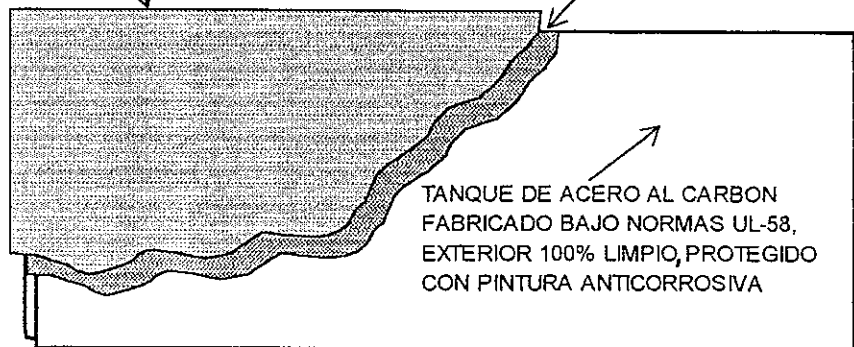 TANQUE DE ACERO AL CARBON
FABRICADO BAJO NORMAS UL-58,
EXTERIOR 100% LIMPIO, PROTEGIDO
CON PINTURA ANTICORROSIVA